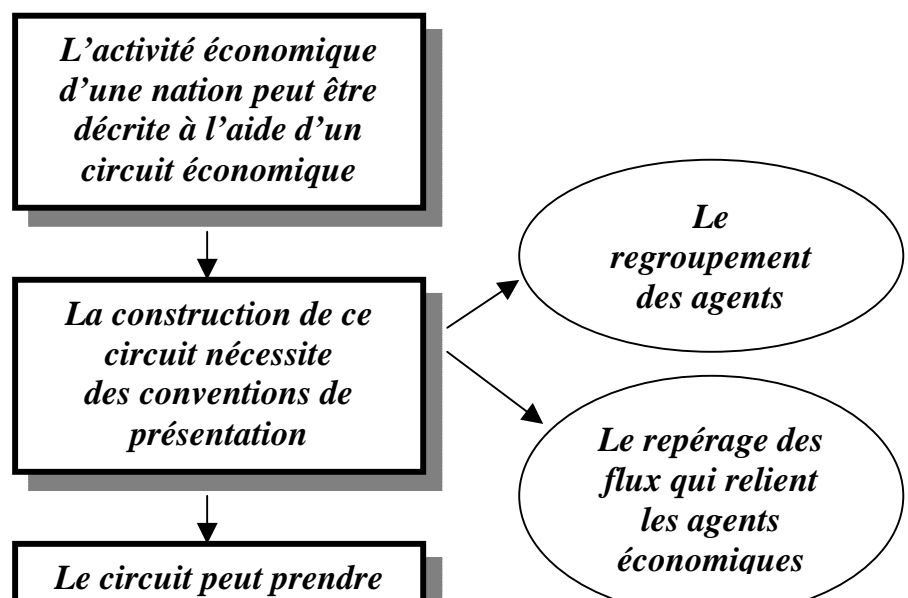 L'activité économique
d'une nation peut être
décrite à l'aide d'un
circuit économique
Le
regroupement
des agents
La construction de ce
circuit nécessite
des conventions de
présentation
Le repérage des
flux qui relient
les agents
économiques
Le circuit peut prendre